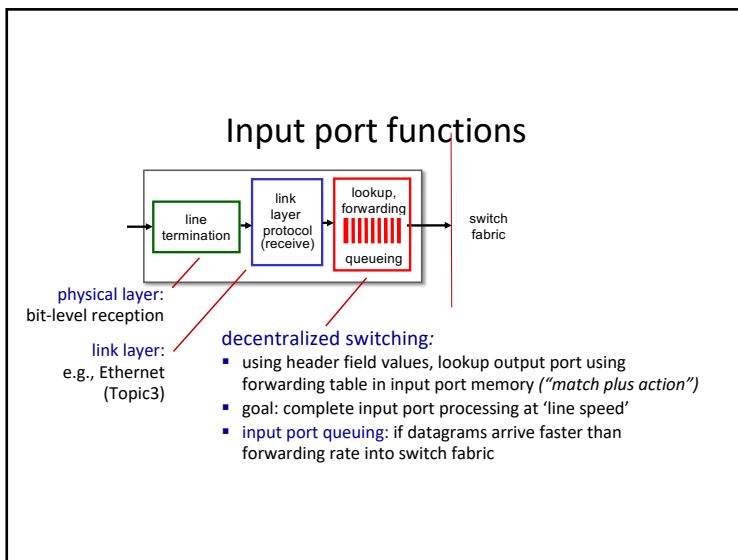 Input port functions
line
termination
link
layer
protocol
(receive)
lookup,
forwarding
queueing
switch
fabric
physical layer:
bit-level reception
link layer:
e.g., Ethernet
(Topic3)
decentralized switching:
▪ using header field values, lookup output port using
forwarding table in input port memory (“match plus action”)
▪ goal: complete input port processing at ‘line speed’
▪ input port queuing: if datagrams arrive faster than
forwarding rate into switch fabric